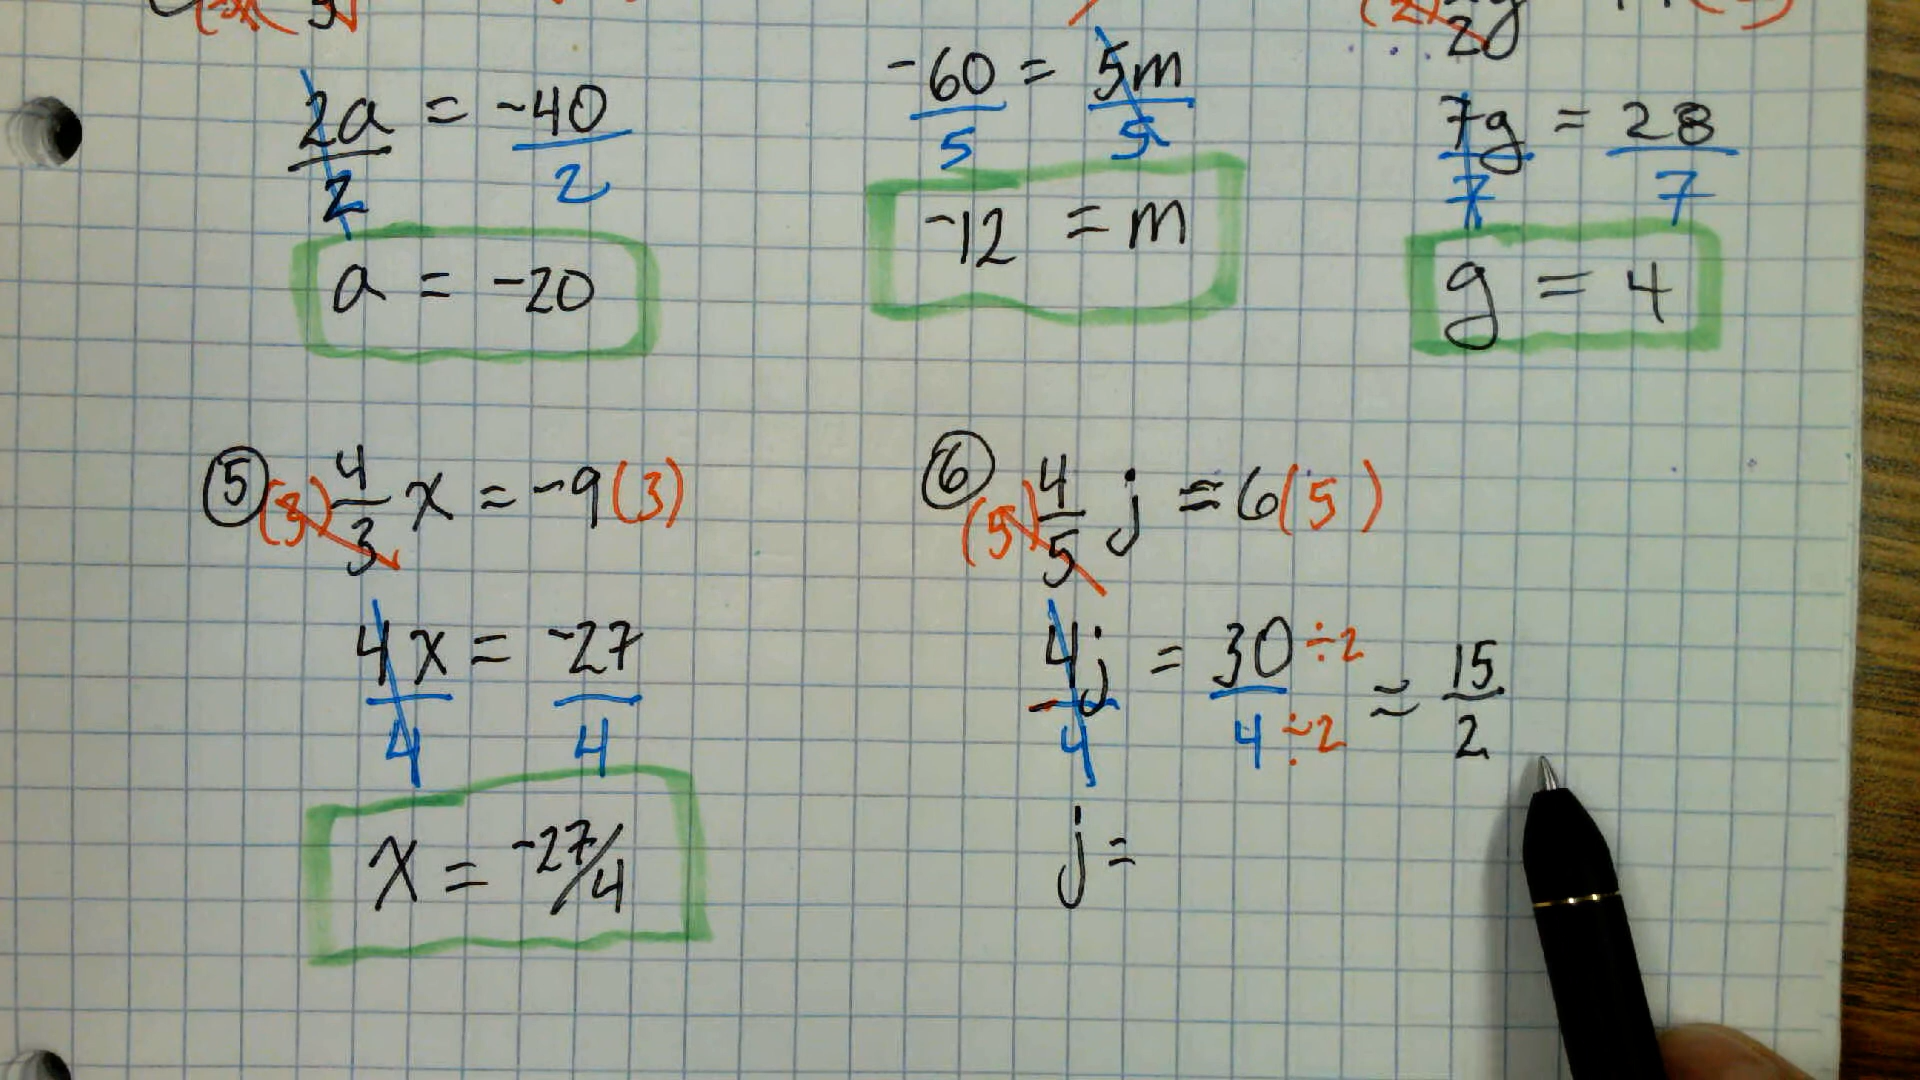 2a = -40
2 2
a = -20
-60 = 5m
5 5
-12 = m
2g
7g = 28
7 7
g = 4
5 (3) 4/3 x = -9(3)
4x = -27
4 4
x = -27/4
6 (5) 4/5 j = 6(5)
4j = 30 ÷2 = 15
4 4 ÷2 2
j =